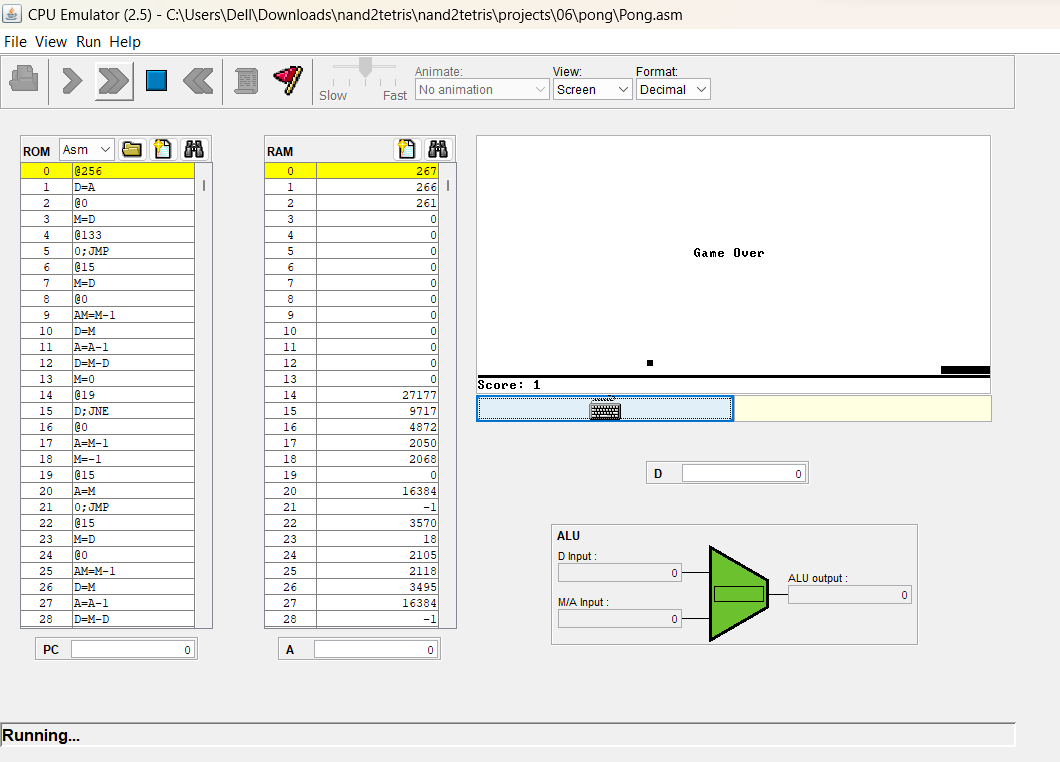 CPU Emulator (2.5) - C:\Users\Dell\Downloads\nand2tetris\nand2tetris\projects\06\pong\Pong.asm
File View Run Help
Slow Fast
Animate:
No animation
View:
Screen
Format:
Decimal
ROM Asm
0 @256
1 D=A
2 @0
3 M=D
4 @133
5 0;JMP
6 @15
7 M=D
8 @0
9 AM=M-1
10 D=M
11 A=A-1
12 D=M-D
13 M=0
14 @19
15 D;JNE
16 @0
17 A=M-1
18 M=-1
19 @15
20 A=M
21 0;JMP
22 @15
23 M=D
24 @0
25 AM=M-1
26 D=M
27 A=A-1
28 D=M-D
PC 0
RAM
0 267
1 266
2 261
3 0
4 0
5 0
6 0
7 0
8 0
9 0
10 0
11 0
12 0
13 0
14 27177
15 9717
16 4872
17 2050
18 2068
19 0
20 16384
21 -1
22 3570
23 18
24 2105
25 2118
26 3495
27 16384
28 -1
A 0
Game Over
Score: 1
D 0
ALU
D Input :
0
M/A Input :
0
ALU output :
0
Running...